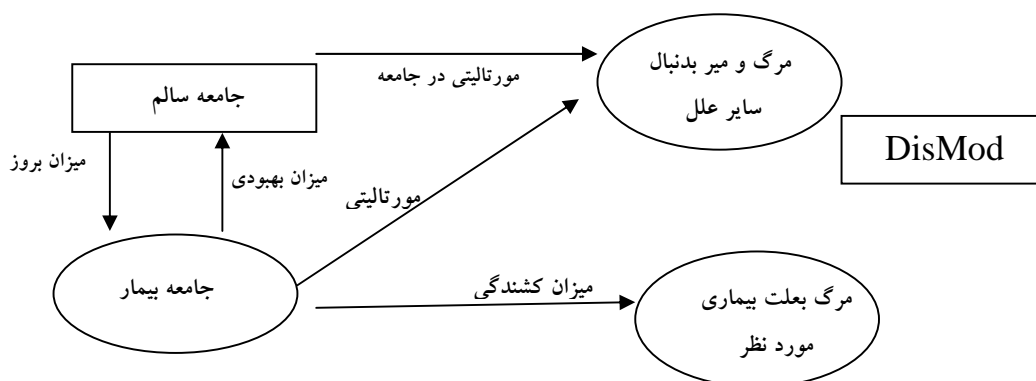 مرگ و میر بدنبال
سایر علل
مورتالیتی در جامعه
جامعه سالم
DisMod
میزان بروز
میزان بهبودی
مورتالیتی
جامعه بیمار
میزان کشندگی
مرگ بعلت بیماری
مورد نظر